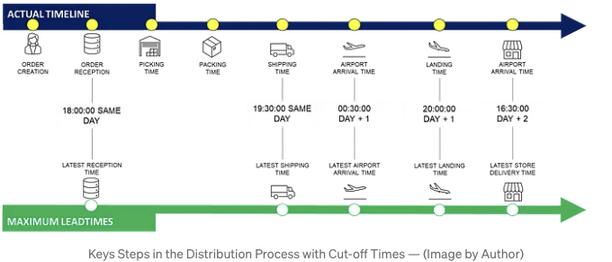 ACTUAL TIMELINE
ORDER
CREATION
ORDER
RECEPTION
PICKING
TIME
PACKING
TIME
SHIPPING
TIME
AIRPORT
ARRIVAL TIME
LANDING
TIME
AIRPORT
ARRIVAL TIME
18:00:00 SAME
DAY
19:30:00 SAME
DAY
00:30:00
DAY + 1
20:00:00
DAY + 1
16:30:00
DAY + 2
LATEST RECEPTION
TIME
LATEST SHIPPING
TIME
LATEST AIRPORT
ARRIVAL TIME
LATEST LANDING
TIME
LATEST STORE
DELIVERY TIME
MAXIMUM LEADTIMES
Keys Steps in the Distribution Process with Cut-off Times — (Image by Author)